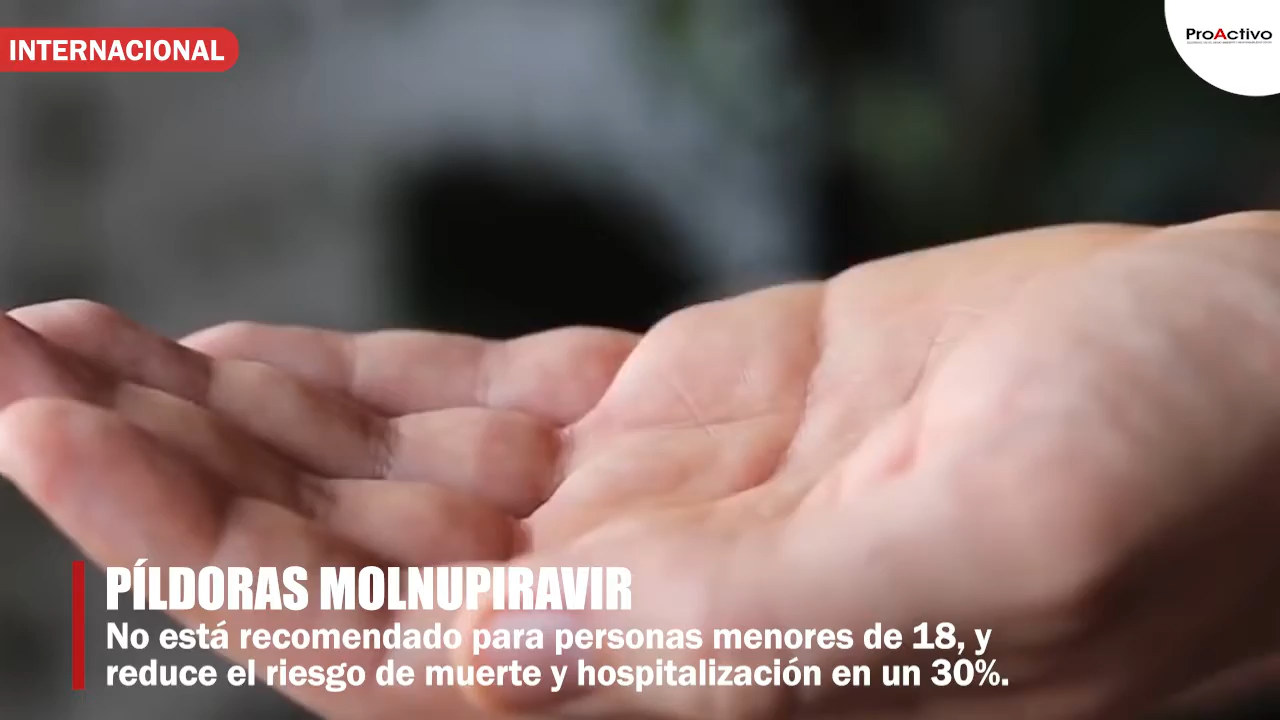 INTERNACIONAL
ProActivo
PÍLDORAS MOLNUPIRAVIR
No está recomendado para personas menores de 18, y
reduce el riesgo de muerte y hospitalización en un 30%.